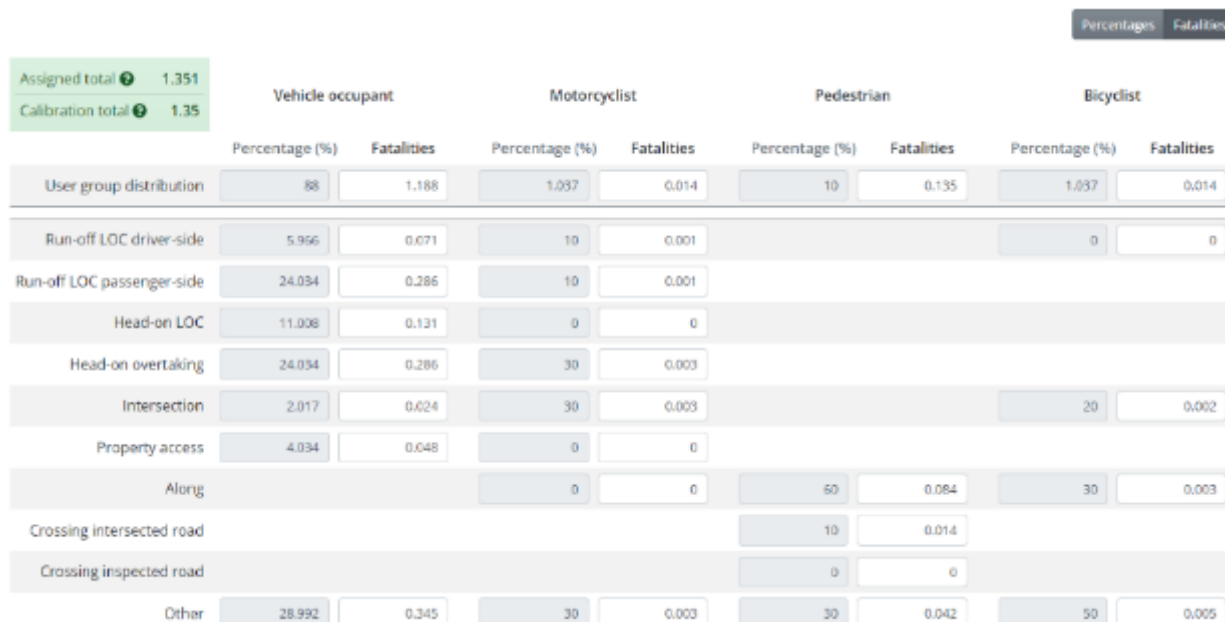 Percentages Fatalities
Assigned total ? 1.351
Calibration total ? 1.35
Vehicle occupant Motorcyclist Pedestrian Bicyclist
Percentage (%) Fatalities Percentage (%) Fatalities Percentage (%) Fatalities Percentage (%) Fatalities
User group distribution 88 1.188 1.037 0.014 10 0.135 1.037 0.014
Run-off LOC driver-side 5.966 0.071 10 0.001 0 0
Run-off LOC passenger-side 24.034 0.286 10 0.001
Head-on LOC 11.008 0.131 0 0
Head-on overtaking 24.034 0.286 30 0.003
Intersection 2.017 0.024 30 0.003 20 0.002
Property access 4.034 0.048 0 0
Along 0 0 60 0.084 30 0.003
Crossing intersected road 10 0.014
Crossing inspected road 0 0
Other 28.992 0.345 30 0.003 30 0.042 50 0.005